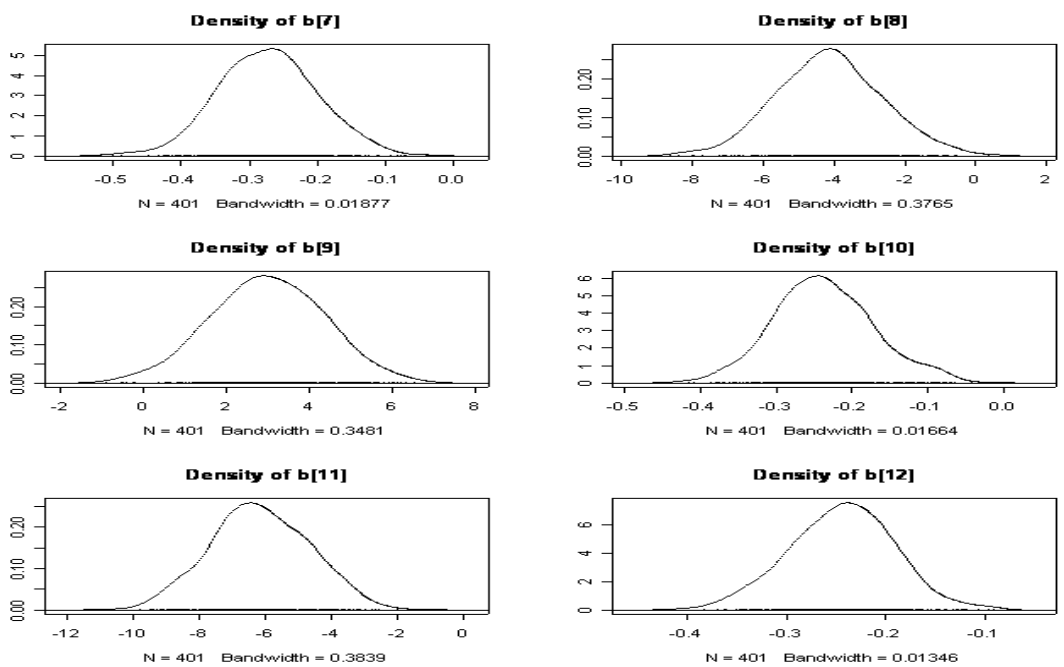 Density of b[7]
5
4
3
2
1
0
-0.5 -0.4 -0.3 -0.2 -0.1 0.0
N = 401 Bandwidth = 0.01877
Density of b[8]
0.20
0.10
0.00
-10 -8 -6 -4 -2 0 2
N = 401 Bandwidth = 0.3765
Density of b[9]
0.20
0.10
0.00
-2 0 2 4 6 8
N = 401 Bandwidth = 0.3481
Density of b[10]
6
5
4
3
2
1
0
-0.5 -0.4 -0.3 -0.2 -0.1 0.0
N = 401 Bandwidth = 0.01664
Density of b[11]
0.20
0.10
0.00
-12 -10 -8 -6 -4 -2 0
N = 401 Bandwidth = 0.3839
Density of b[12]
6
4
2
0
-0.4 -0.3 -0.2 -0.1
N = 401 Bandwidth = 0.01346